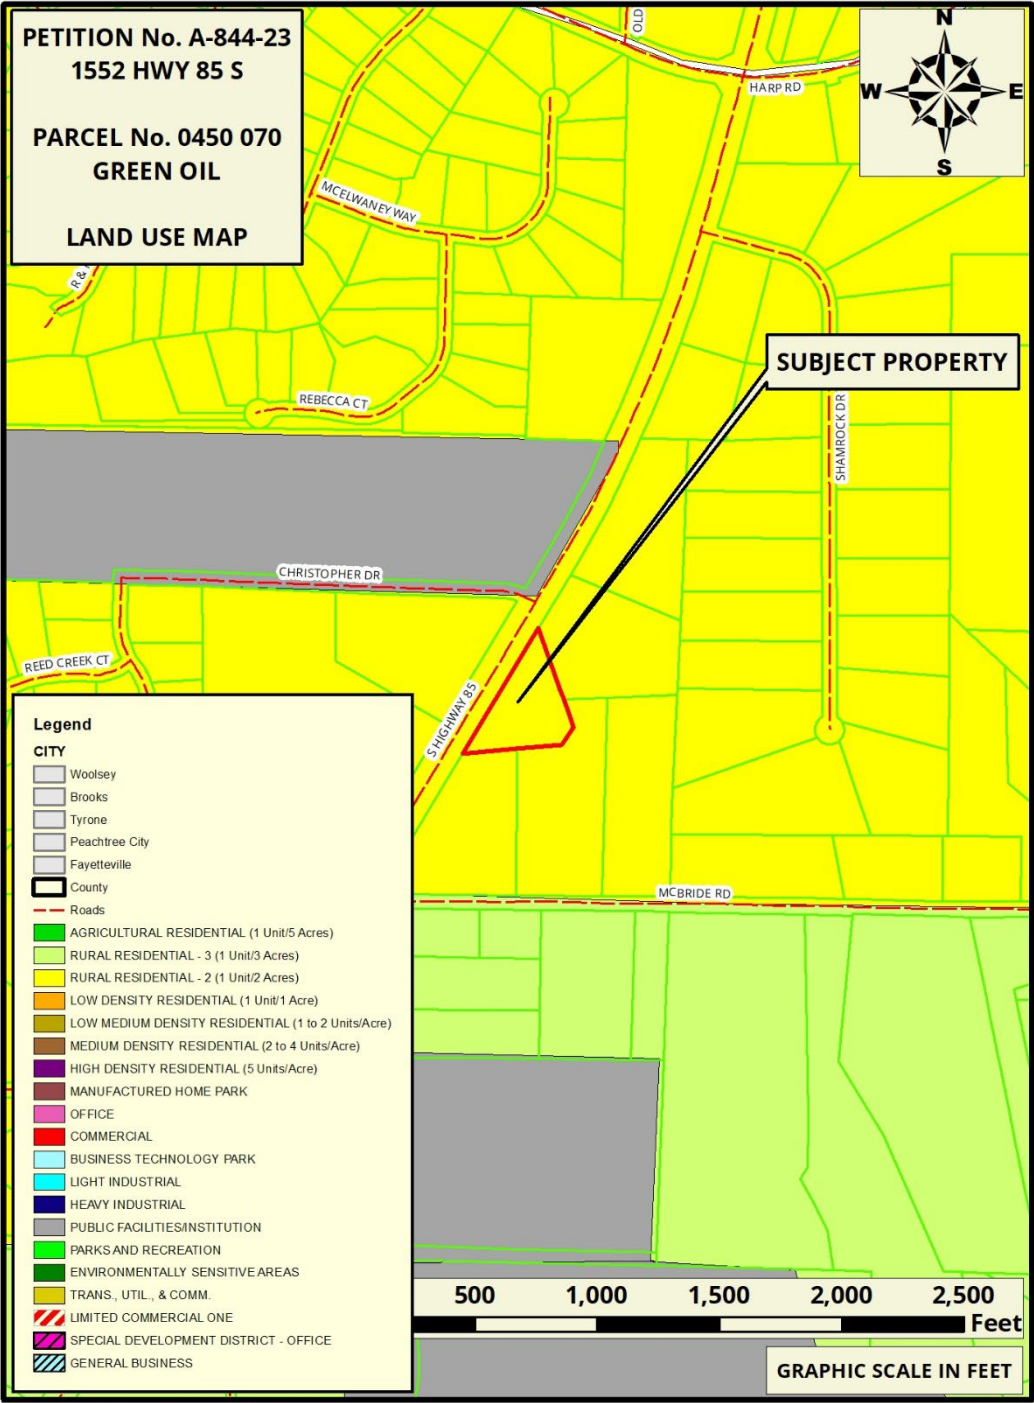 PETITION No. A-844-23
1552 HWY 85 S
PARCEL No. 0450 070
GREEN OIL
LAND USE MAP
OLD
HARP RD
N
W
E
S
MCELWANEY WAY
R &
SUBJECT PROPERTY
REBECCA CT
SHAMROCK DR
CHRISTOPHER DR
REED CREEK CT
S HIGHWAY 85
MCBRIDE RD
Legend
CITY
Woolsey
Brooks
Tyrone
Peachtree City
Fayetteville
County
Roads
AGRICULTURAL RESIDENTIAL (1 Unit/5 Acres)
RURAL RESIDENTIAL - 3 (1 Unit/3 Acres)
RURAL RESIDENTIAL - 2 (1 Unit/2 Acres)
LOW DENSITY RESIDENTIAL (1 Unit/1 Acre)
LOW MEDIUM DENSITY RESIDENTIAL (1 to 2 Units/Acre)
MEDIUM DENSITY RESIDENTIAL (2 to 4 Units/Acre)
HIGH DENSITY RESIDENTIAL (5 Units/Acre)
MANUFACTURED HOME PARK
OFFICE
COMMERCIAL
BUSINESS TECHNOLOGY PARK
LIGHT INDUSTRIAL
HEAVY INDUSTRIAL
PUBLIC FACILITIES/INSTITUTION
PARKS AND RECREATION
ENVIRONMENTALLY SENSITIVE AREAS
TRANS., UTIL., & COMM.
LIMITED COMMERCIAL ONE
SPECIAL DEVELOPMENT DISTRICT - OFFICE
GENERAL BUSINESS
500 1,000 1,500 2,000 2,500
Feet
GRAPHIC SCALE IN FEET